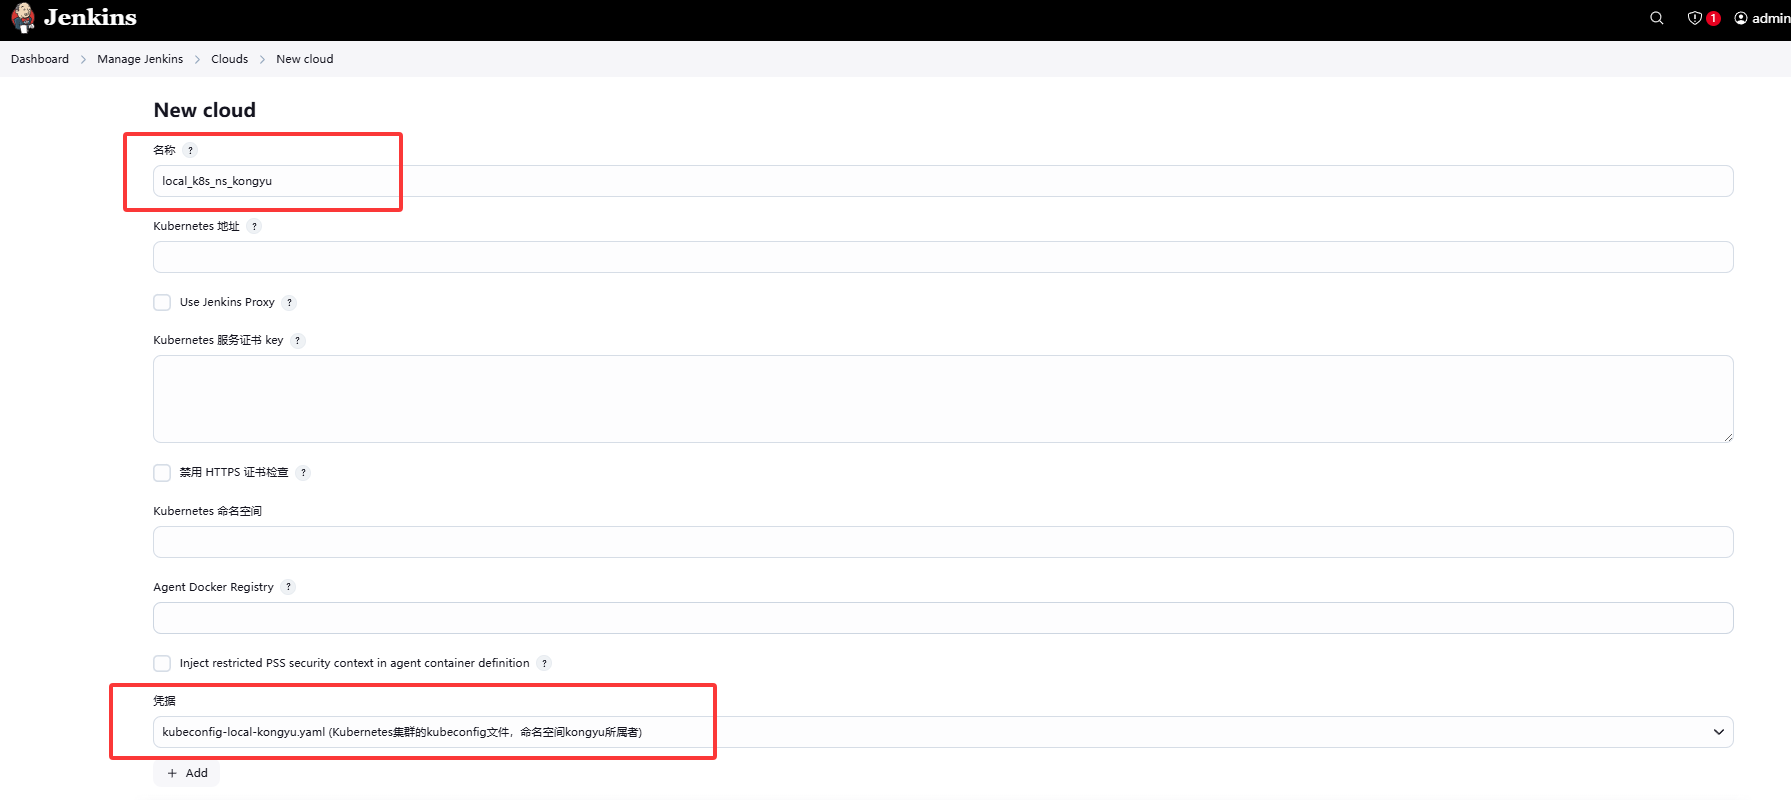 Jenkins
1
admin
Dashboard > Manage Jenkins > Clouds > New cloud
New cloud
名称 ?
local_k8s_ns_kongyu
Kubernetes 地址 ?
Use Jenkins Proxy ?
Kubernetes 服务证书 key ?
禁用 HTTPS 证书检查 ?
Kubernetes 命名空间
Agent Docker Registry ?
Inject restricted PSS security context in agent container definition ?
凭据
kubeconfig-local-kongyu.yaml (Kubernetes集群的kubeconfig文件，命名空间kongyu所属者)
+ Add